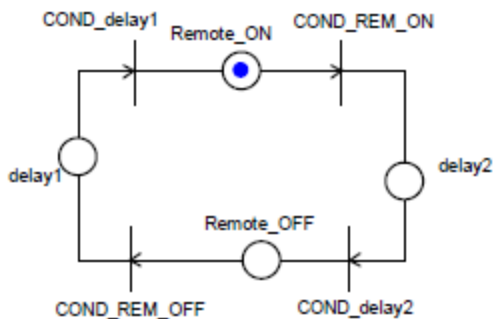 COND_delay1
Remote_ON
COND_REM_ON
delay1
delay2
Remote_OFF
COND_REM_OFF
COND_delay2